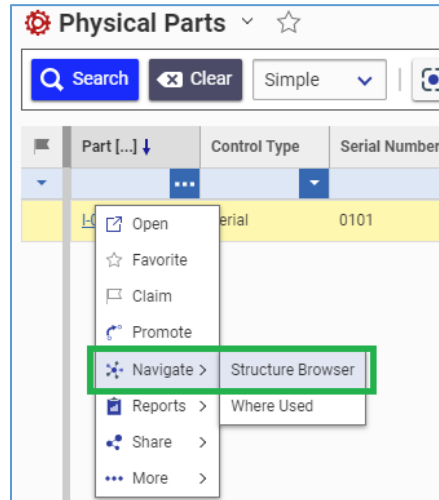 Physical Parts
Search Clear Simple
Part [...] Control Type Serial Number
0101
Open
Favorite
Claim
Promote
Navigate > Structure Browser
Reports > Where Used
Share >
More >